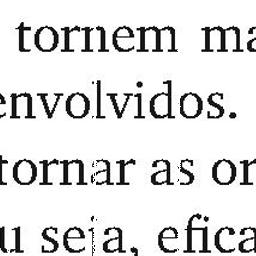 tornem ma
envolvidos.
tornar as or
u seja, efica